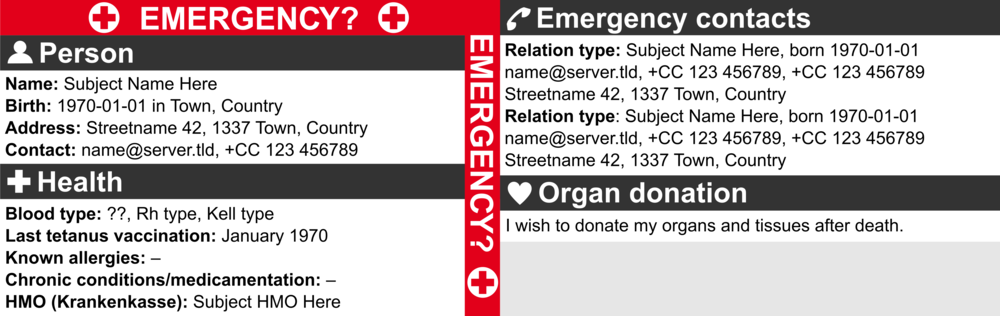 EMERGENCY?
Person
Name: Subject Name Here
Birth: 1970-01-01 in Town, Country
Address: Streetname 42, 1337 Town, Country
Contact: name@server.tld, +CC 123 456789
Health
Blood type: ??, Rh type, Kell type
Last tetanus vaccination: January 1970
Known allergies: –
Chronic conditions/medicamentation: –
HMO (Krankenkasse): Subject HMO Here
EMERGENCY?
Emergency contacts
Relation type: Subject Name Here, born 1970-01-01
name@server.tld, +CC 123 456789, +CC 123 456789
Streetname 42, 1337 Town, Country
Relation type: Subject Name Here, born 1970-01-01
name@server.tld, +CC 123 456789, +CC 123 456789
Streetname 42, 1337 Town, Country
Organ donation
I wish to donate my organs and tissues after death.